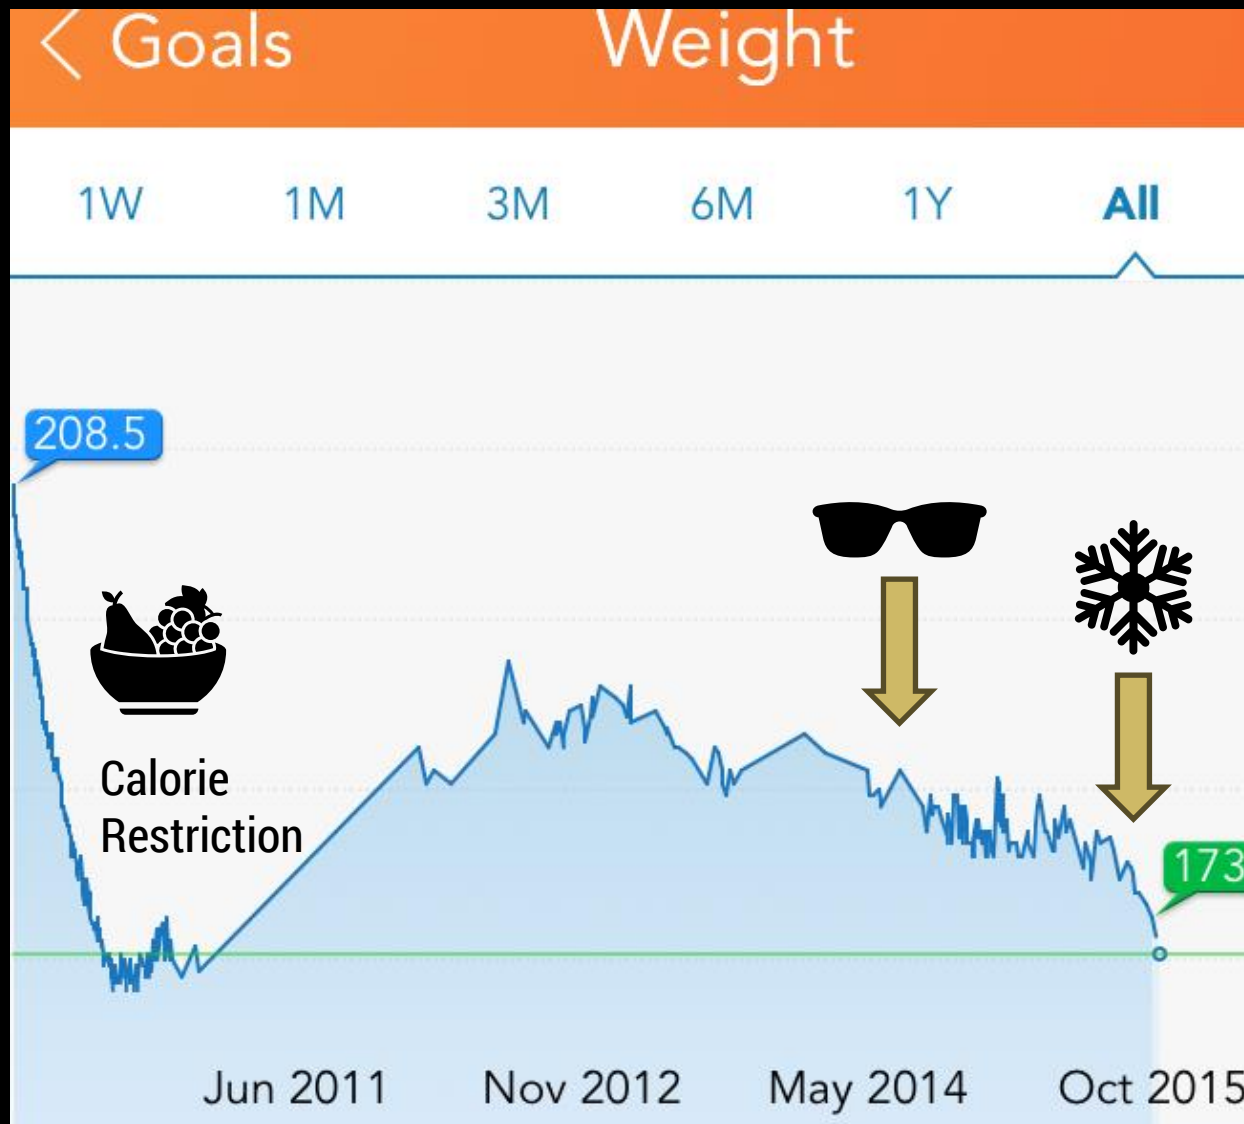 Goals Weight
1W 1M 3M 6M 1Y All
208.5
Calorie
Restriction
173
Jun 2011 Nov 2012 May 2014 Oct 2015